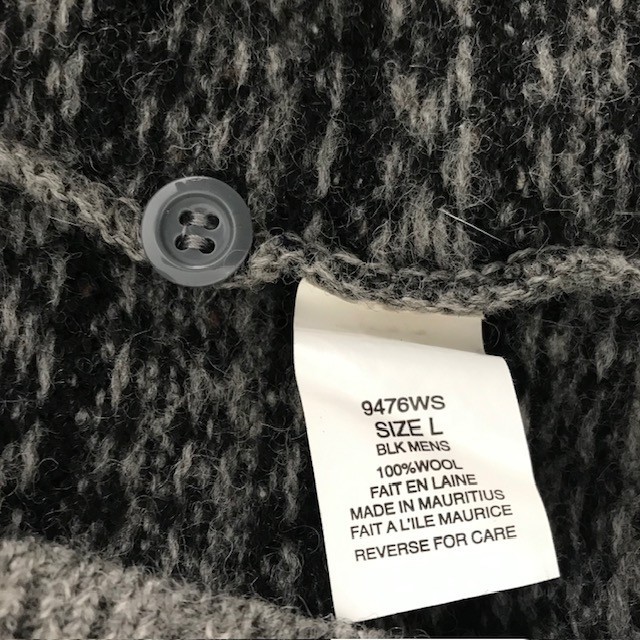 9476WS
SIZE L
BLK MENS
100%WOOL
FAIT EN LAINE
MADE IN MAURITIUS
FAIT A L'ILE MAURICE
REVERSE FOR CARE